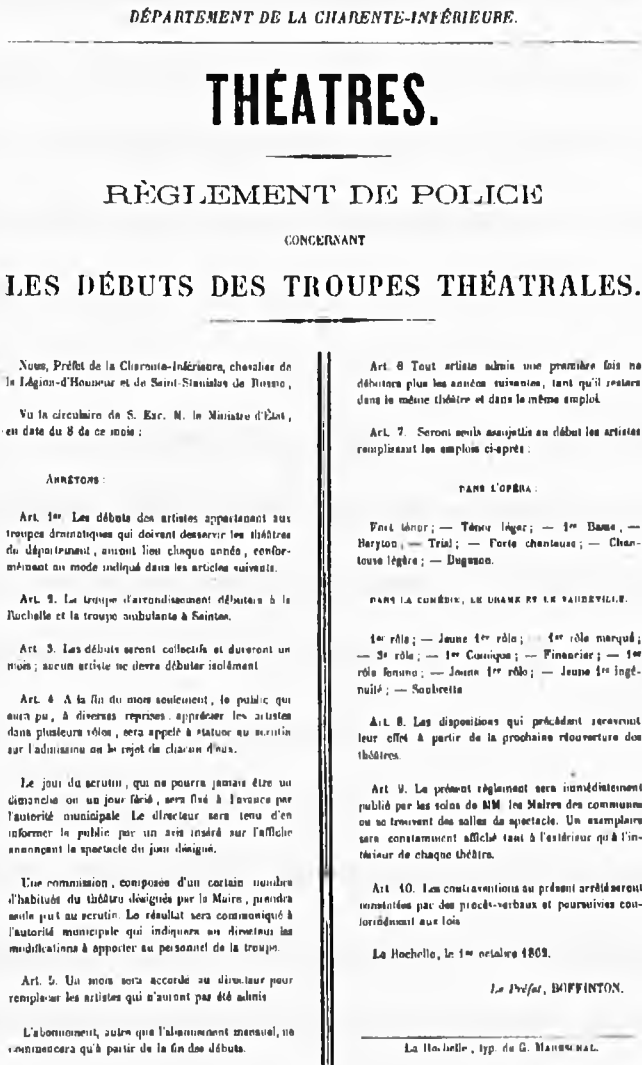 DÉPARTEMENT DE LA CHARENTE-INFÉRIEURE.
THÉATRES.
RÈGLEMENT DE POLICE
CONCERNANT
LES DÉBUTS DES TROUPES THÉATRALES.
Nous, Préfet de la Charente-Inférieure, chevalier de
la Légion-d'Honneur et de Saint-Stanislas de Russie,
Vu la circulaire de S. Exc. M. le Ministre d'État,
en date du 8 de ce mois ;
ARRÊTONS :
Art. 1er Les débuts des artistes appartenant aux
troupes dramatiques qui doivent desservir les théâtres
du département, auront lieu chaque année, confor-
mément au mode indiqué dans les articles suivants.
Art. 2. La troupe d'arrondissement débutera à la
Rochelle et la troupe ambulante à Saintes.
Art. 3. Les débuts seront collectifs et dureront un
mois ; aucun artiste ne devra débuter isolément
Art. 4 A la fin du mois seulement, le public qui
aura pu, à diverses reprises, apprécier les artistes
dans plusieurs rôles, sera appelé à statuer au scrutin
sur l'admission ou le rejet de chacun d'eux.
Le jour du scrutin, qui ne pourra jamais être un
dimanche ou un jour férié, sera fixé à l'avance par
l'autorité municipale Le directeur sera tenu d'en
informer le public par un avis inséré sur l'affiche
annonçant le spectacle du jour désigné.
Une commission, composée d'un certain nombre
d'habitués du théâtre désignés par le Maire, prendra
seule part au scrutin. Le résultat sera communiqué à
l'autorité municipale qui indiquera au directeur les
modifications à apporter au personnel de la troupe.
Art. 5. Un mois sera accordé au directeur pour
remplacer les artistes qui n'auront pas été admis
L'abonnement, autre que l'abonnement mensuel, ne
commencera qu'à partir de la fin des débuts.
Art. 6 Tout artiste admis une première fois ne
débutera plus les années suivantes, tant qu'il restera
dans le même théâtre et dans le même emploi.
Art. 7. Seront seuls assujettis au début les artistes
remplissant les emplois ci-après :
DANS L'OPÉRA :
Fort ténor ; — Ténor léger ; — 1re Basse, —
Baryton, — Trial ; — Forte chanteuse ; — Chan-
teuse légère ; — Dugazon.
DANS LA COMÉDIE, LE DRAME ET LE VAUDEVILLE.
1er rôle ; — Jeune 1er rôle ; — 1er rôle marqué ;
— 3e rôle ; — 1er Comique ; — Financier ; — 1er
rôle femme ; — Jeune 1er rôle ; — Jeune 1re ingé-
nuité ; — Soubrette
Art. 8. Les dispositions qui précèdent recevront
leur effet à partir de la prochaine réouverture des
théâtres.
Art 9. Le présent règlement sera immédiatement
publié par les soins de MM les Maires des communes
ou se trouvent des salles de spectacle. Un exemplaire
sera constamment affiché tant à l'extérieur qu'à l'in-
térieur de chaque théâtre.
Art 10. Les contraventions au présent arrêté seront
constatées par des procès-verbaux et poursuivies con-
formément aux lois
La Rochelle, le 1er octobre 1862.
Le Préfet, BOFFINTON.
La Rochelle, typ. de G. MARESCHAL.